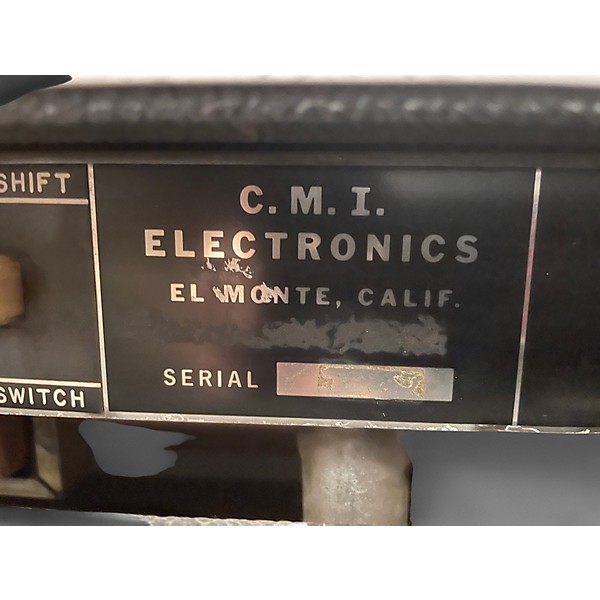 SHIFT
C. M. I.
ELECTRONICS
EL MONTE, CALIF.
SERIAL
SWITCH